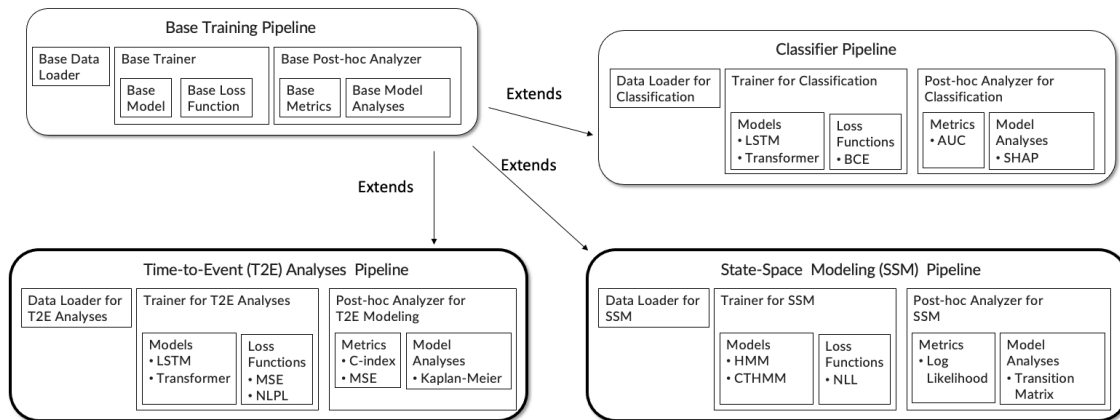 Base Training Pipeline
Base Data
Loader
Base Trainer
Base
Model
Base Loss
Function
Base Post-hoc Analyzer
Base
Metrics
Base Model
Analyses
Extends
Extends
Extends
Classifier Pipeline
Data Loader for
Classification
Trainer for Classification
Models
• LSTM
• Transformer
Loss
Functions
• BCE
Post-hoc Analyzer for
Classification
Metrics
• AUC
Model
Analyses
• SHAP
Time-to-Event (T2E) Analyses Pipeline
Data Loader for
T2E Analyses
Trainer for T2E Analyses
Models
• LSTM
• Transformer
Loss
Functions
• MSE
• NLPL
Post-hoc Analyzer for
T2E Modeling
Metrics
• C-index
• MSE
Model
Analyses
• Kaplan-Meier
State-Space Modeling (SSM) Pipeline
Data Loader for
SSM
Trainer for SSM
Models
• HMM
• CTHMM
Loss
Functions
• NLL
Post-hoc Analyzer for
SSM
Metrics
• Log
Likelihood
Model
Analyses
• Transition
Matrix